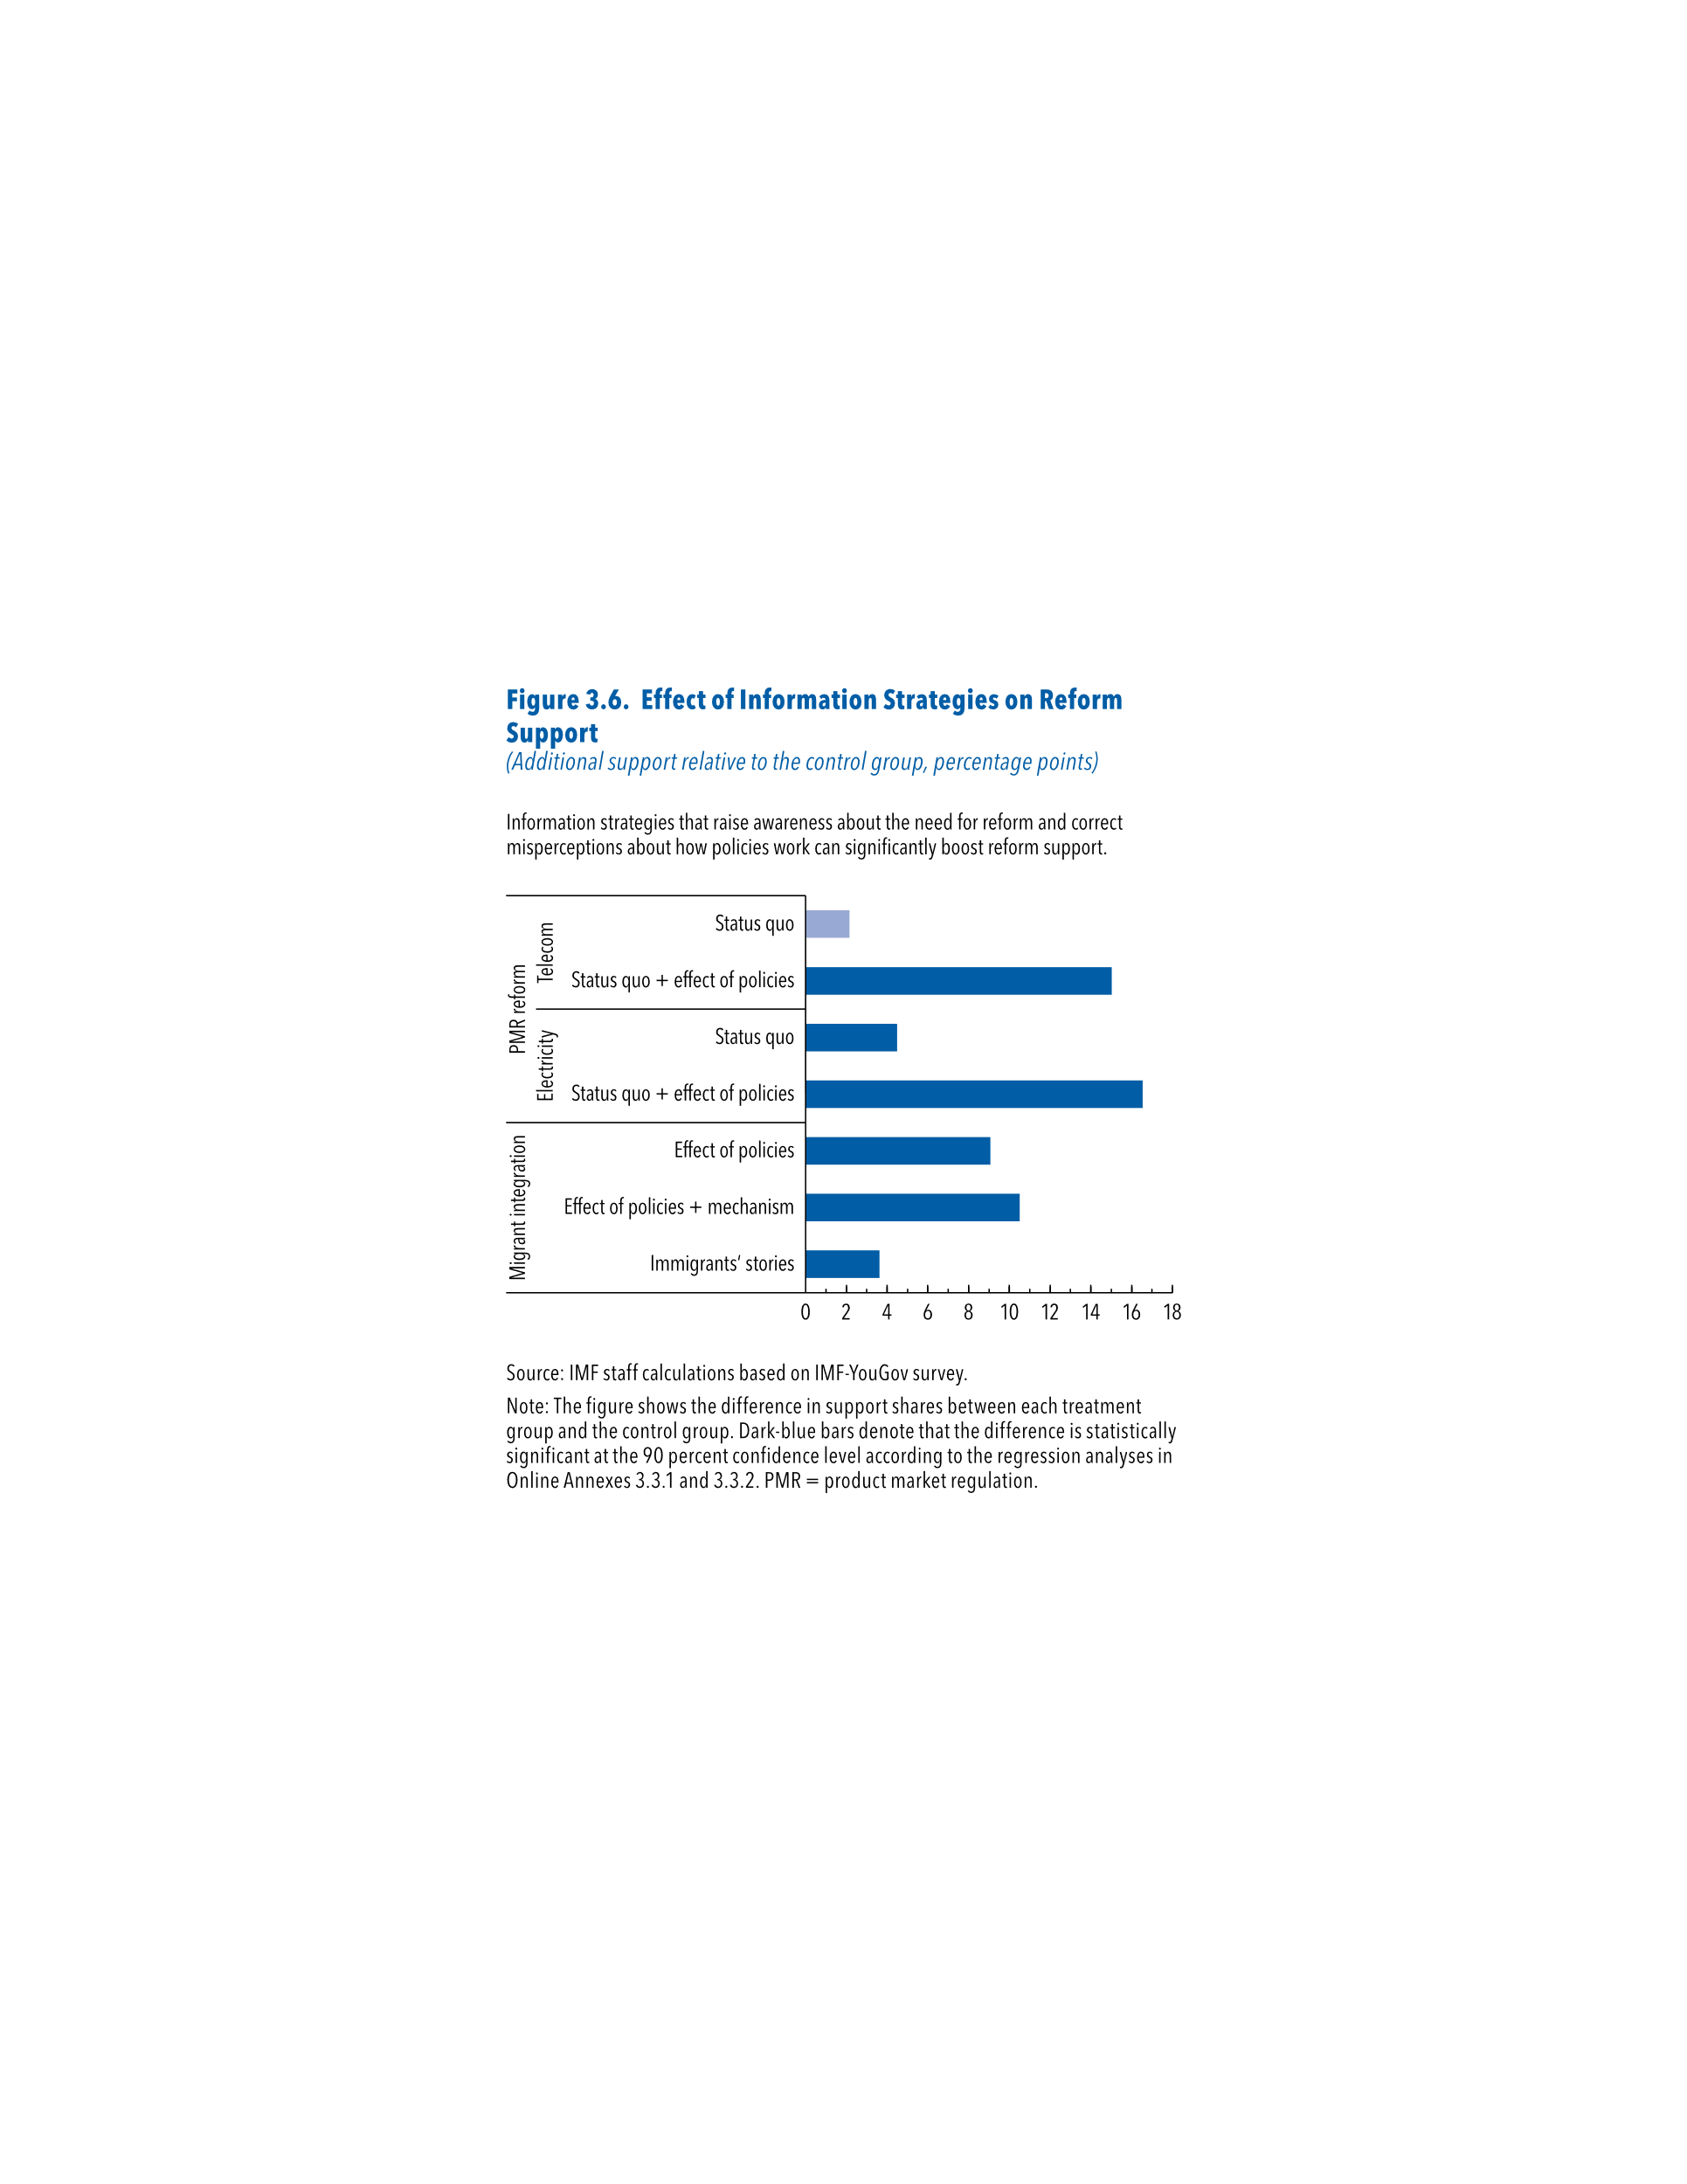 Figure 3.6. Effect of Information Strategies on Reform
Support
(Additional support relative to the control group, percentage points)
Information strategies that raise awareness about the need for reform and correct
misperceptions about how policies work can significantly boost reform support.
PMR reform
Telecom
Status quo
Status quo + effect of policies
Electricity
Status quo
Status quo + effect of policies
Migrant integration
Effect of policies
Effect of policies + mechanism
Immigrants’ stories
0 2 4 6 8 10 12 14 16 18
Source: IMF staff calculations based on IMF-YouGov survey.
Note: The figure shows the difference in support shares between each treatment
group and the control group. Dark-blue bars denote that the difference is statistically
significant at the 90 percent confidence level according to the regression analyses in
Online Annexes 3.3.1 and 3.3.2. PMR = product market regulation.